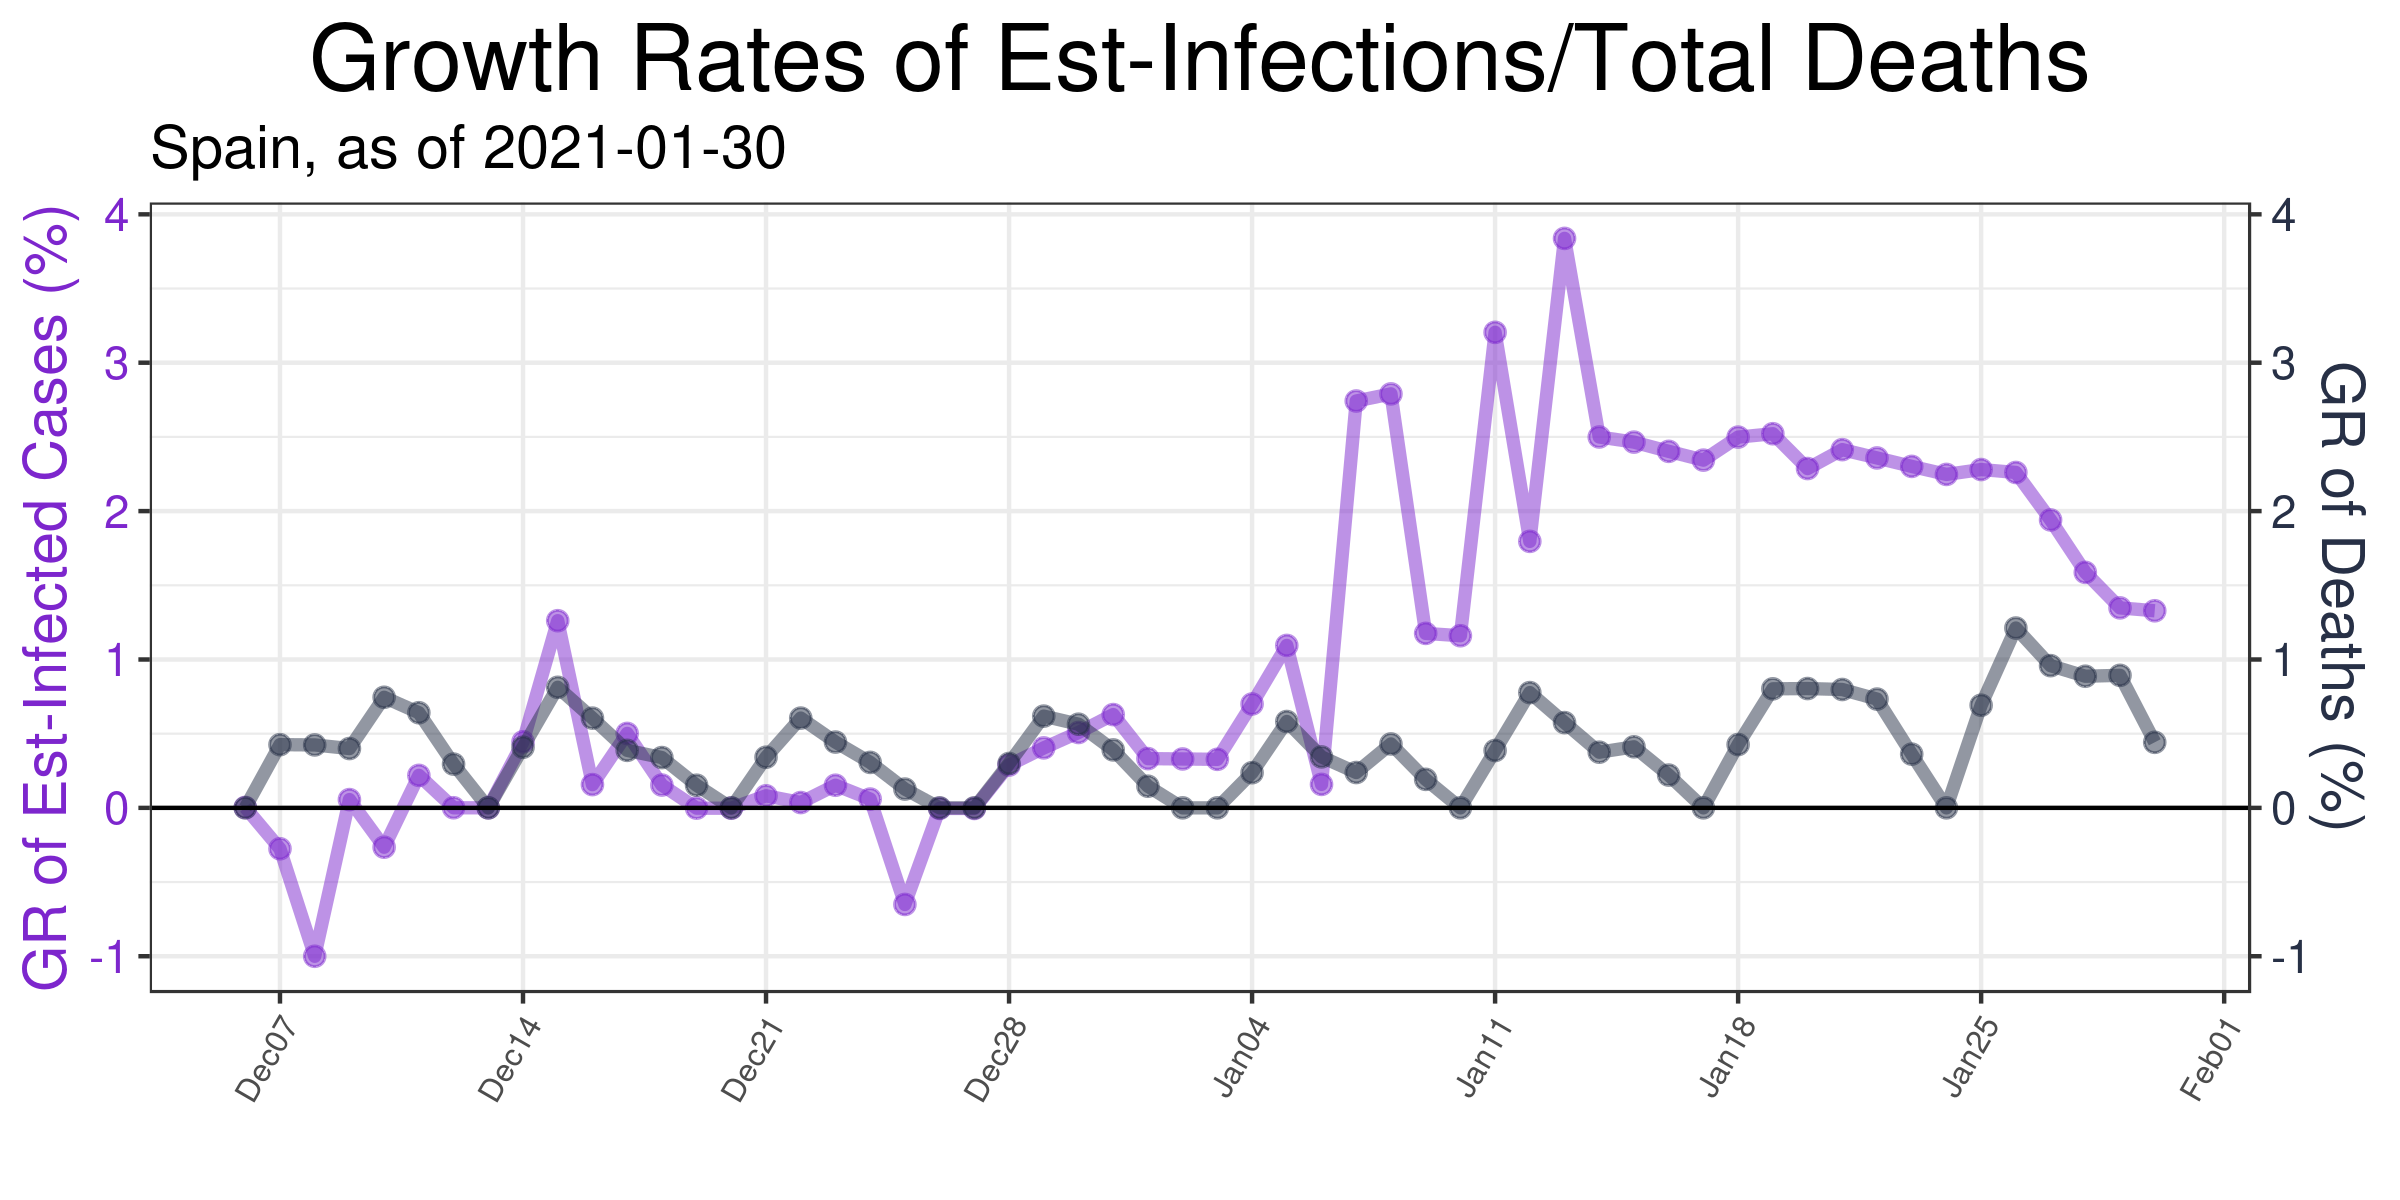 Growth Rates of Est-Infections/Total Deaths
Spain, as of 2021-01-30
GR of Est-Infected Cases (%)
4
3
2
1
0
-1
4
3
2
1
0
-1
GR of Deaths (%)
Dec07
Dec14
Dec21
Dec28
Jan04
Jan11
Jan18
Jan25
Feb01